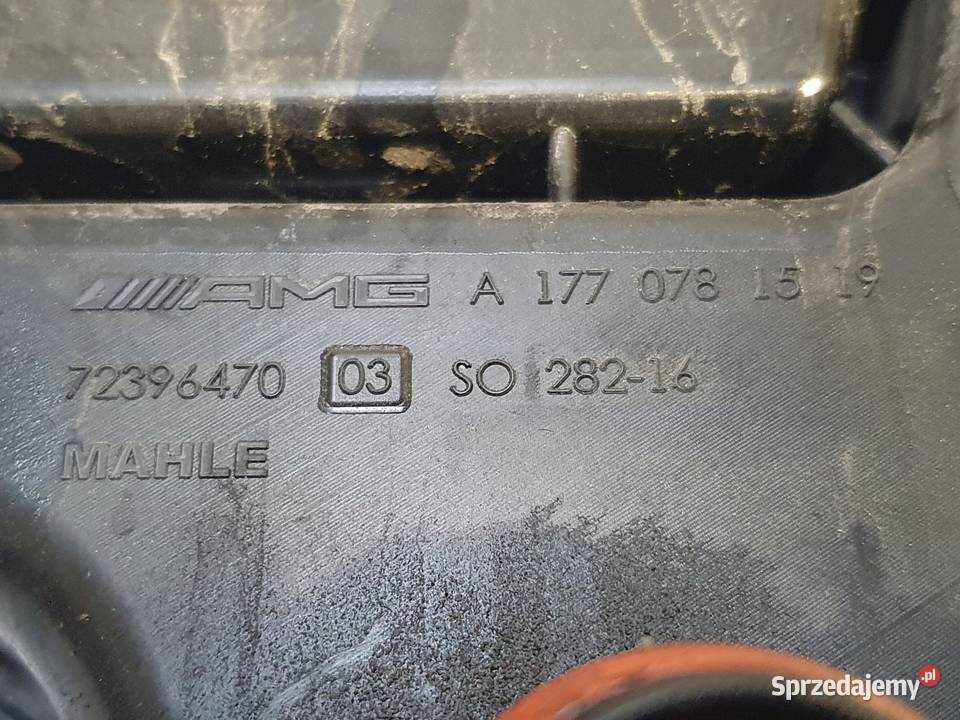 AMG A 177 078 15 19
72396470 03 SO 282-16
MAHLE
Sprzedajemy.pl